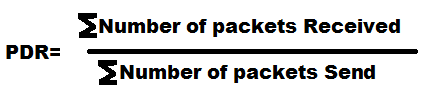 ∑Number of packets Received
PDR=
∑Number of packets Send